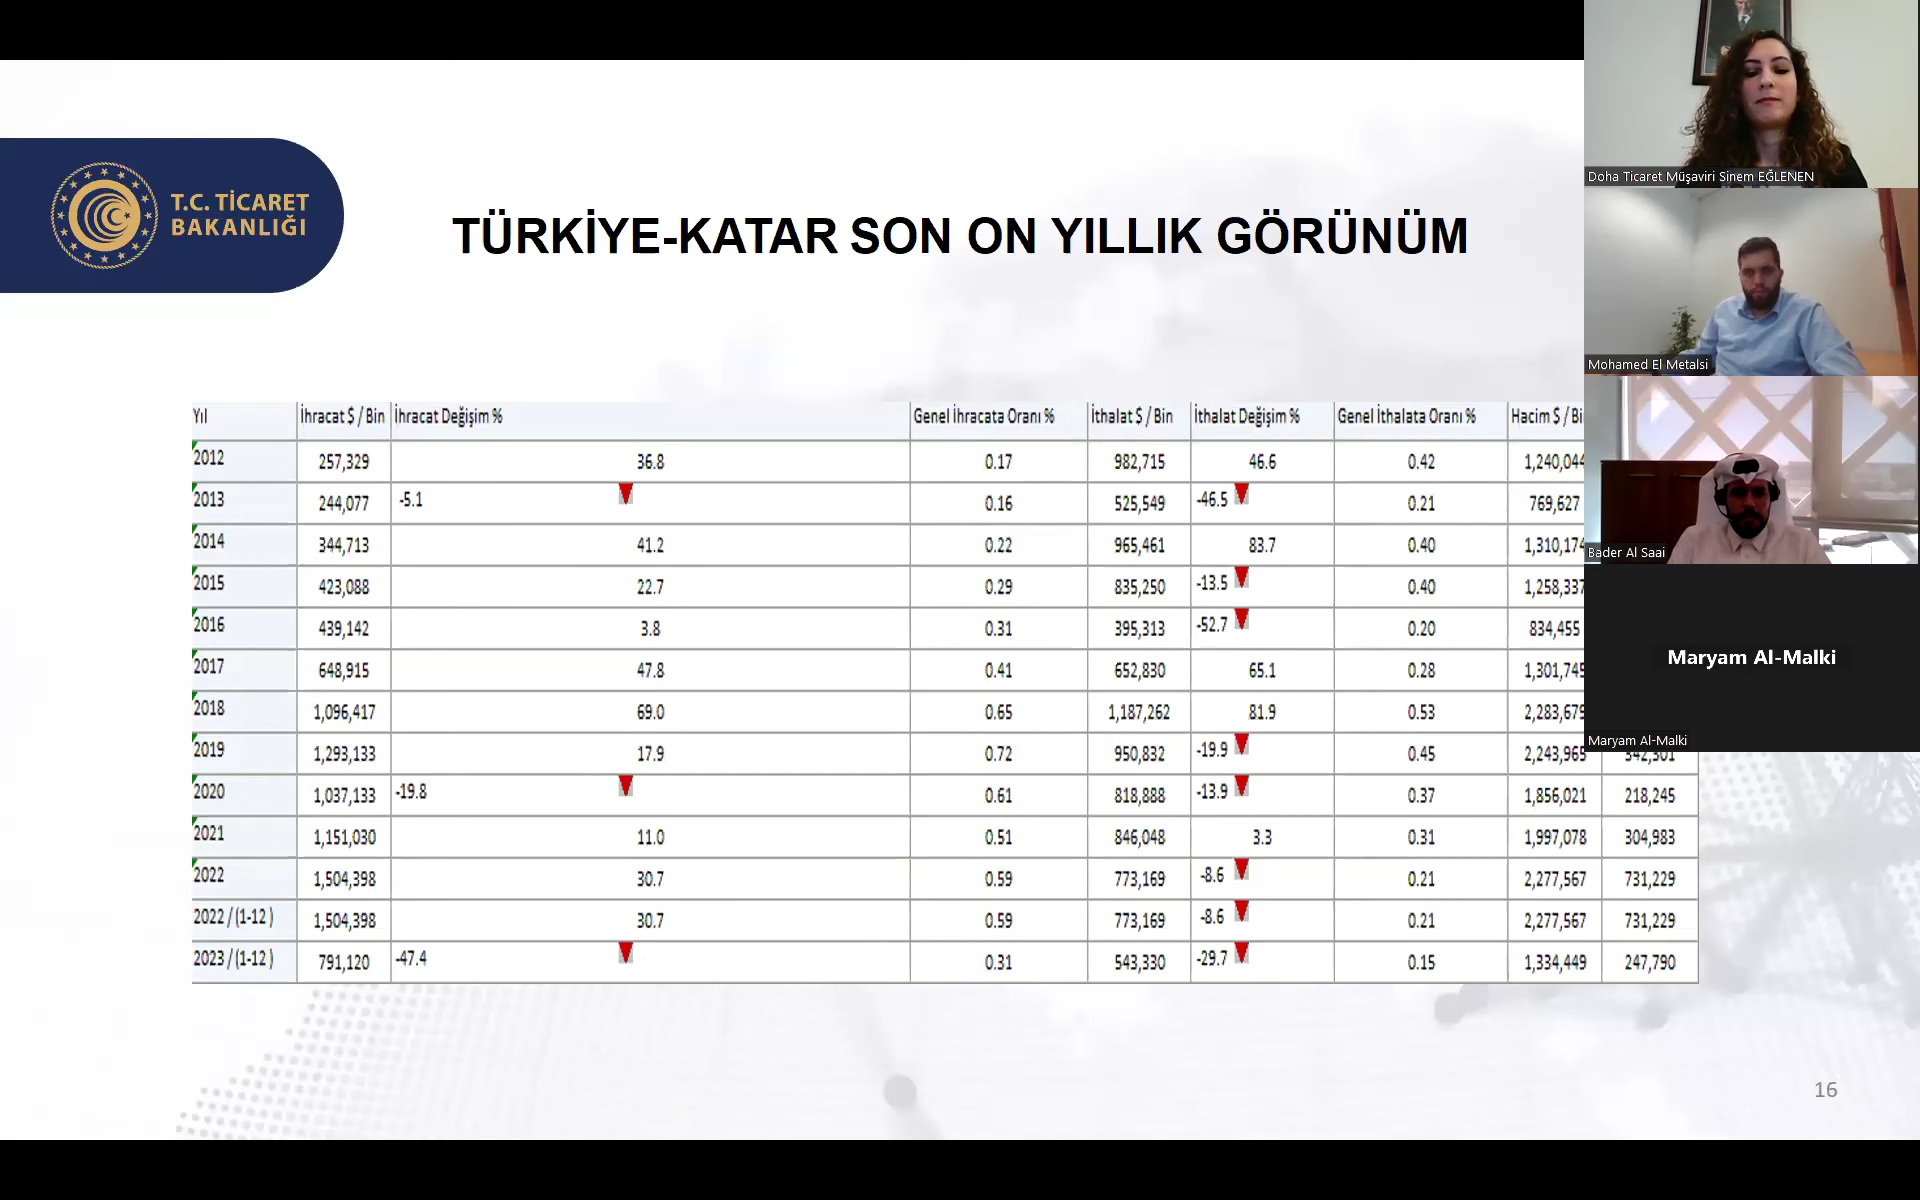 T.C. TİCARET
BAKANLIĞI
TÜRKİYE-KATAR SON ON YILLIK GÖRÜNÜM
Yıl İhracat $ / Bin İhracat Değişim % Genel İhracata Oranı % İthalat $ / Bin İthalat Değişim % Genel İthalata Oranı % Hacim $ / Bi
2012 257,329 36.8 0.17 982,715 46.6 0.42 1,240,044
2013 244,077 -5.1 0.16 525,549 -46.5 0.21 769,627
2014 344,713 41.2 0.22 965,461 83.7 0.40 1,310,174
2015 423,088 22.7 0.29 835,250 -13.5 0.40 1,258,337
2016 439,142 3.8 0.31 395,313 -52.7 0.20 834,455
2017 648,915 47.8 0.41 652,830 65.1 0.28 1,301,745
2018 1,096,417 69.0 0.65 1,187,262 81.9 0.53 2,283,679
2019 1,293,133 17.9 0.72 950,832 -19.9 0.45 2,243,965 342,301
2020 1,037,133 -19.8 0.61 818,888 -13.9 0.37 1,856,021 218,245
2021 1,151,030 11.0 0.51 846,048 3.3 0.31 1,997,078 304,983
2022 1,504,398 30.7 0.59 773,169 -8.6 0.21 2,277,567 731,229
2022 / (1-12 ) 1,504,398 30.7 0.59 773,169 -8.6 0.21 2,277,567 731,229
2023 / (1-12 ) 791,120 -47.4 0.31 543,330 -29.7 0.15 1,334,449 247,790
16
Doha Ticaret Müşaviri Sinem EĞLENEN
Mohamed El Metalsi
Bader Al Saai
Maryam Al-Malki
Maryam Al-Malki